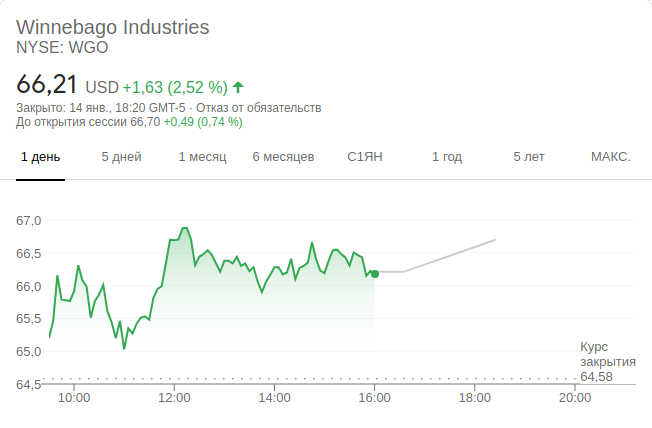 Winnebago Industries
NYSE: WGO
66,21 USD +1,63 (2,52 %)
Закрыто: 14 янв., 18:20 GMT-5 · Отказ от обязательств
До открытия сессии 66,70 +0,49 (0,74 %)
1 день 5 дней 1 месяц 6 месяцев С1ЯН 1 год 5 лет МАКС.
67,0
66,5
66,0
65,5
65,0
64,5
Курс
закрытия
64,58
10:00 12:00 14:00 16:00 18:00 20:00